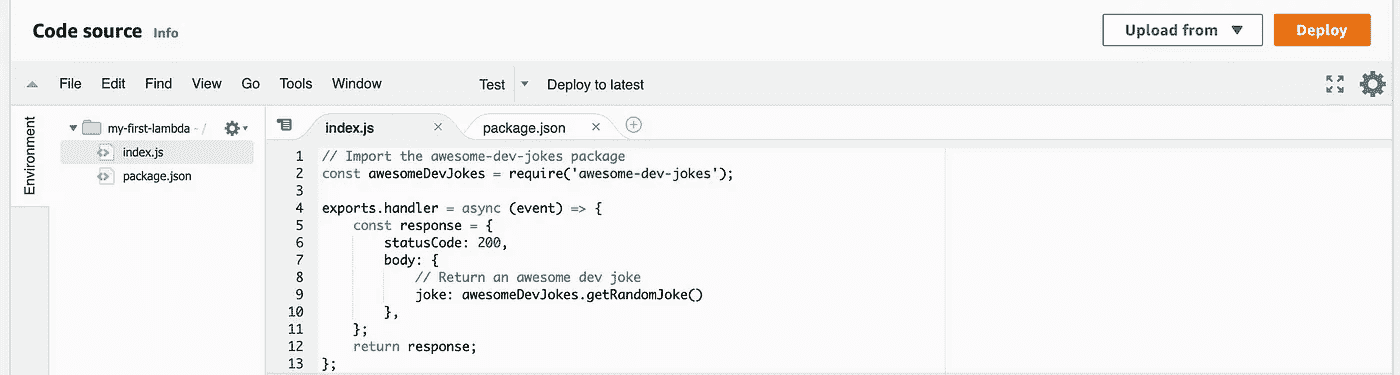 Code source Info
Upload from Deploy
File Edit Find View Go Tools Window Test Deploy to latest
Environment
my-first-lambda - /
index.js
package.json
index.js package.json
1 // Import the awesome-dev-jokes package
2 const awesomeDevJokes = require('awesome-dev-jokes');
3
4 exports.handler = async (event) => {
5     const response = {
6         statusCode: 200,
7         body: {
8             // Return an awesome dev joke
9             joke: awesomeDevJokes.getRandomJoke()
10         },
11     };
12     return response;
13 };